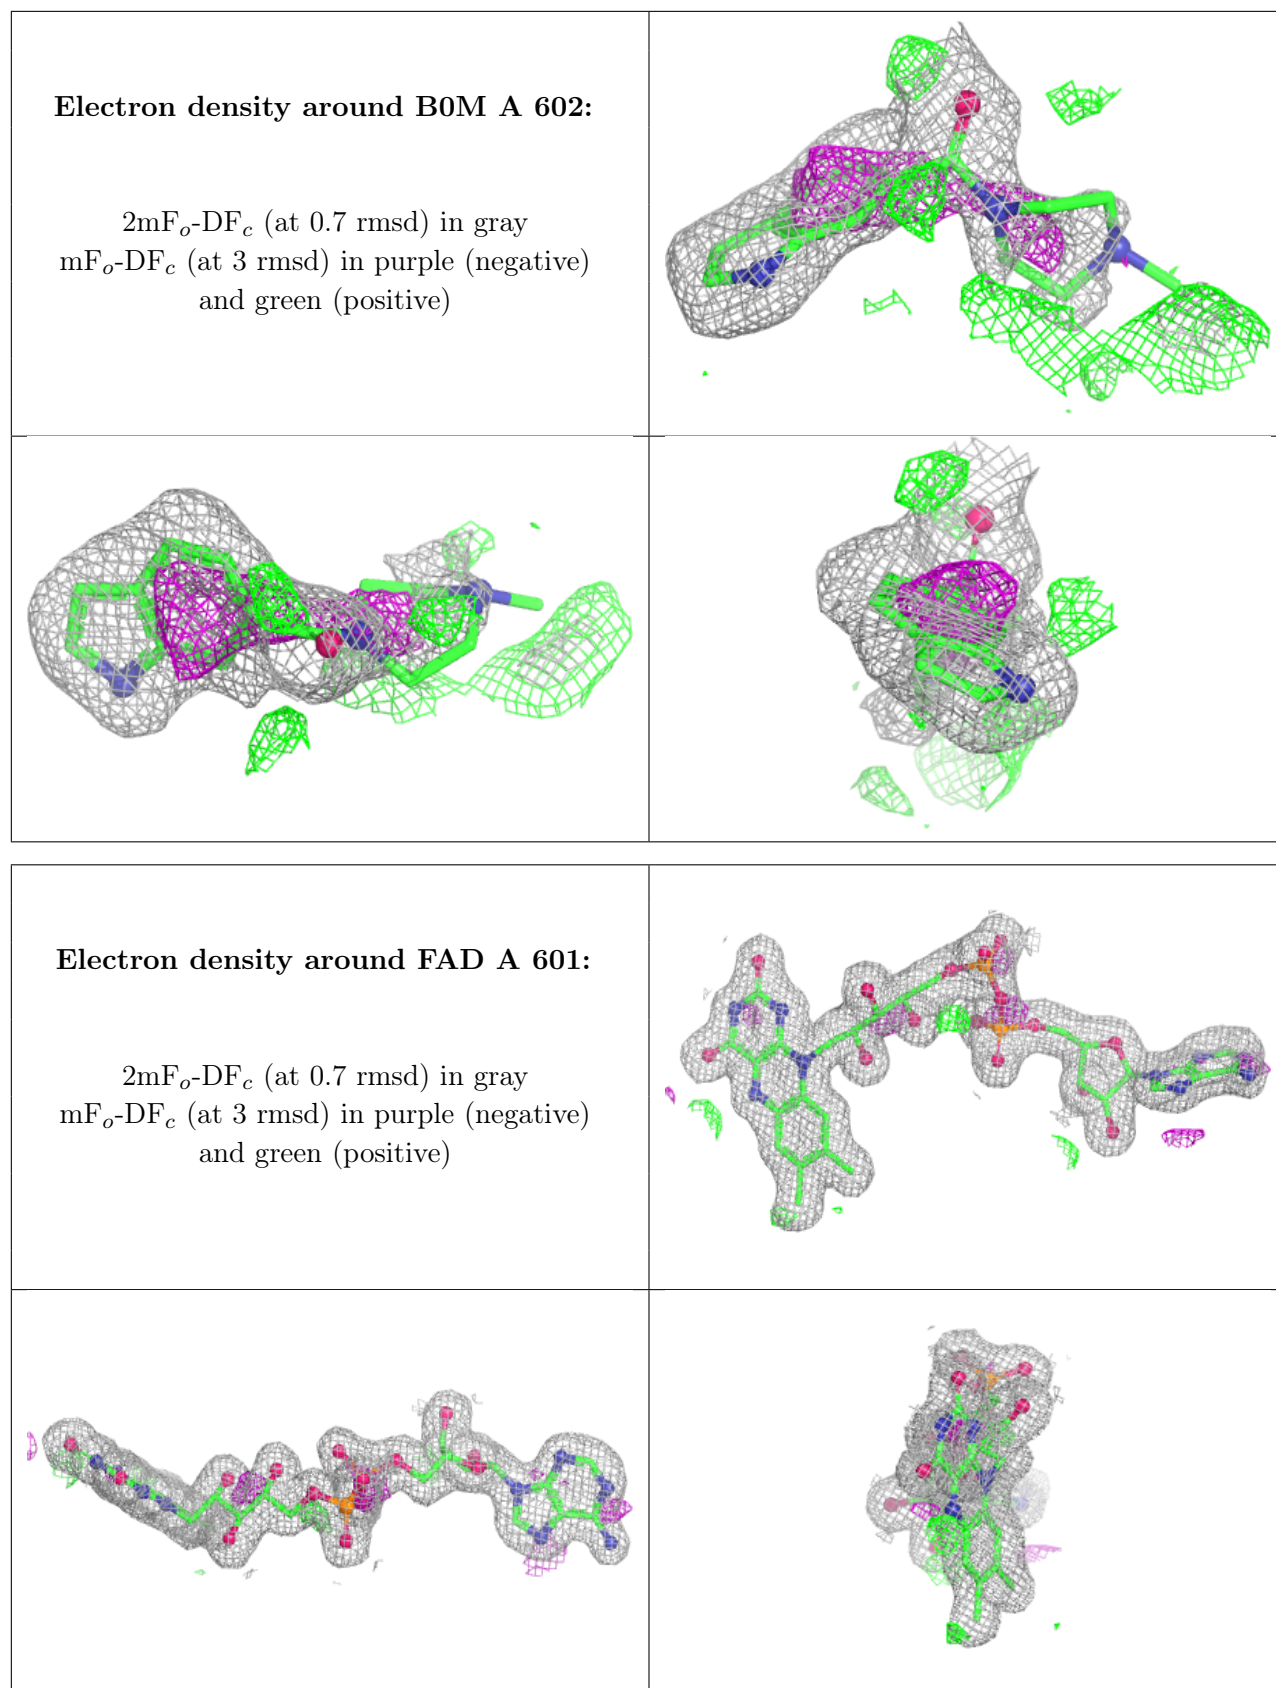 Electron density around B0M A 602:
2mFo-DFc (at 0.7 rmsd) in gray
mFo-DFc (at 3 rmsd) in purple (negative)
and green (positive)
Electron density around FAD A 601:
2mFo-DFc (at 0.7 rmsd) in gray
mFo-DFc (at 3 rmsd) in purple (negative)
and green (positive)